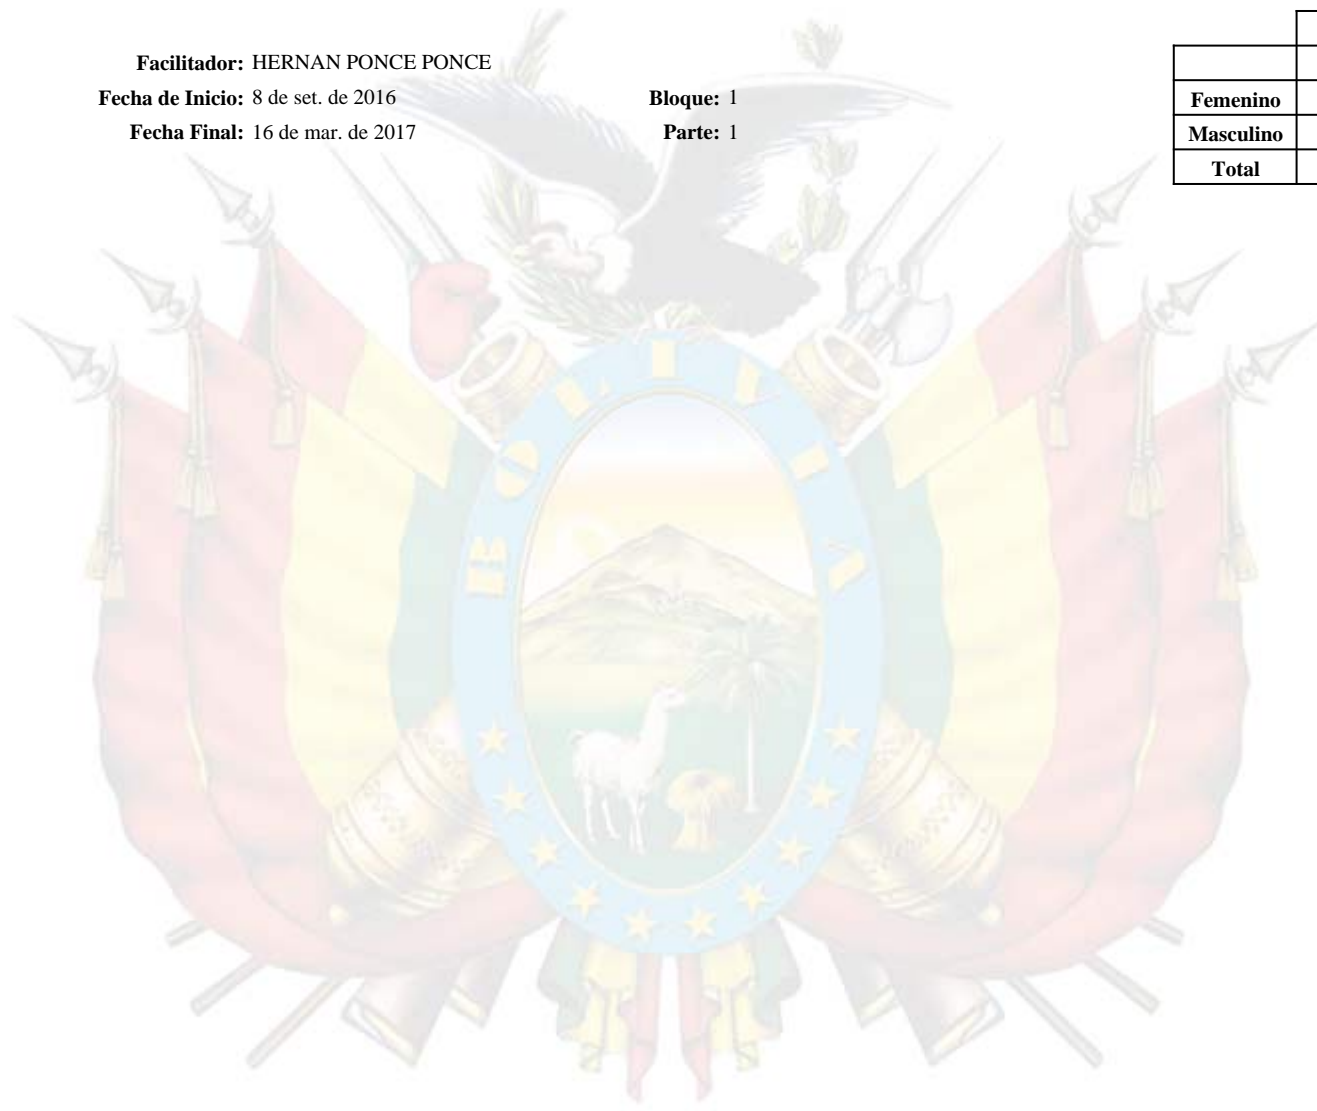 Facilitador: HERNAN PONCE PONCE
Fecha de Inicio: 8 de set. de 2016 Bloque: 1
Fecha Final: 16 de mar. de 2017 Parte: 1
Femenino
Masculino
Total
BOLIVIA